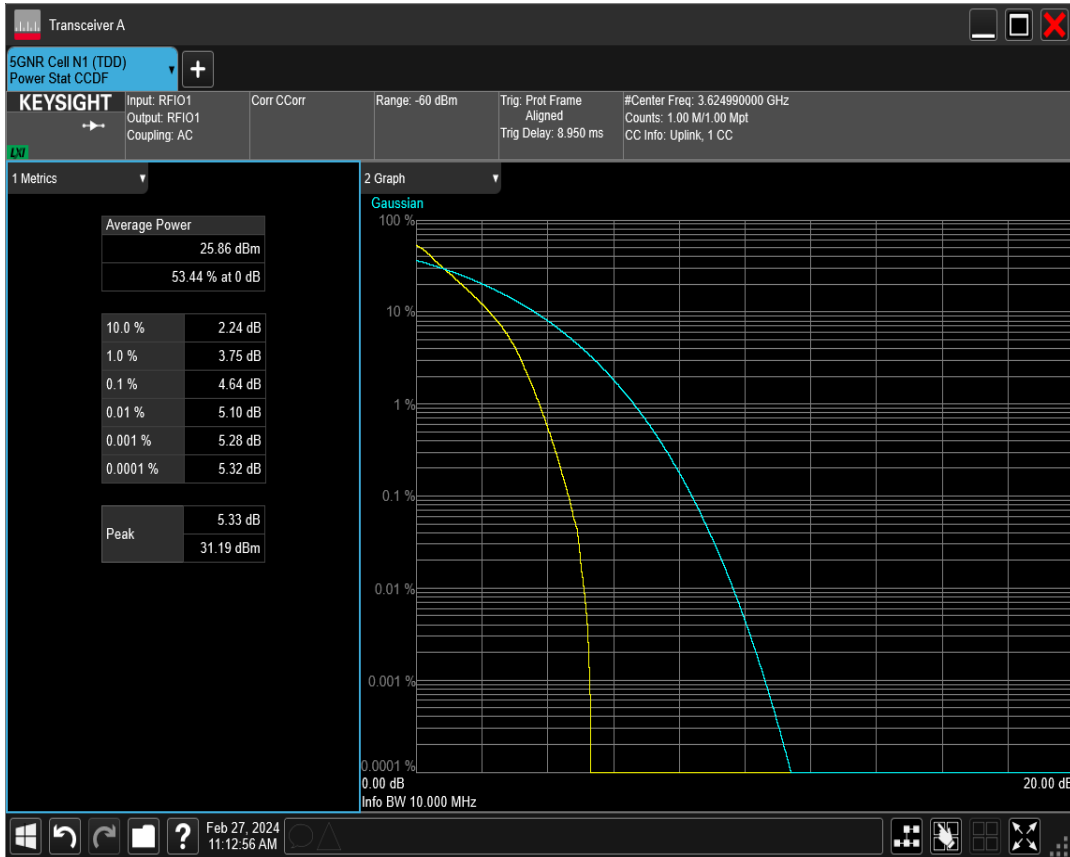 Transceiver A
5GNR Cell N1 (TDD)
Power Stat CCDF
KEYSIGHT
LXI
Input: RFIO1
Output: RFIO1
Coupling: AC
Corr CCorr
Range: -60 dBm
Trig: Prot Frame
Aligned
Trig Delay: 8.950 ms
#Center Freq: 3.624990000 GHz
Counts: 1.00 M/1.00 Mpt
CC Info: Uplink, 1 CC
1 Metrics
Average Power
25.86 dBm
53.44 % at 0 dB
10.0 % 2.24 dB
1.0 % 3.75 dB
0.1 % 4.64 dB
0.01 % 5.10 dB
0.001 % 5.28 dB
0.0001 % 5.32 dB
Peak
5.33 dB
31.19 dBm
2 Graph
Gaussian
100 %
10 %
1 %
0.1 %
0.01 %
0.001 %
0.0001 %
0.00 dB 20.00 dB
Info BW 10.000 MHz
?
Feb 27, 2024
11:12:56 AM